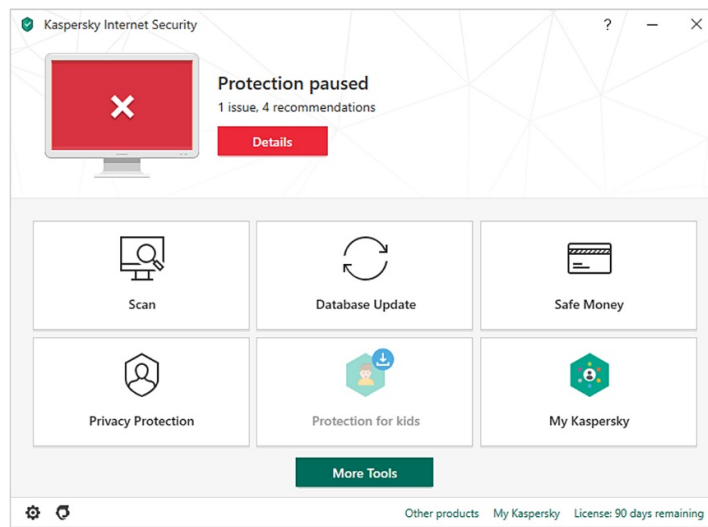 Kaspersky Internet Security
?
Protection paused
1 issue, 4 recommendations
Details
Scan
Database Update
Safe Money
Privacy Protection
Protection for kids
My Kaspersky
More Tools
Other products My Kaspersky License: 90 days remaining